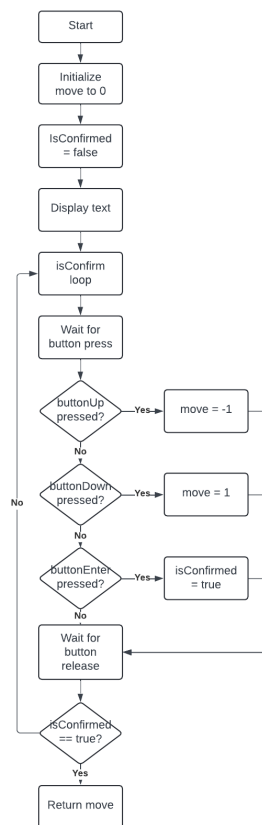 Start
Initialize
move to 0
IsConfirmed
= false
Display text
isConfirm
loop
Wait for
button press
buttonUp
pressed?
Yes
move = -1
No
buttonDown
pressed?
Yes
move = 1
No
No
buttonEnter
pressed?
Yes
isConfirmed
= true
No
Wait for
button
release
isConfirmed
== true?
Yes
Return move